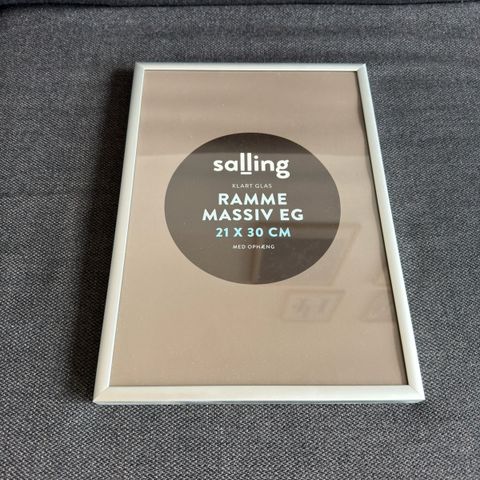 salling
KLART GLAS
RAMME
MASSIV EG
21 X 30 CM
MED OPHÆNG